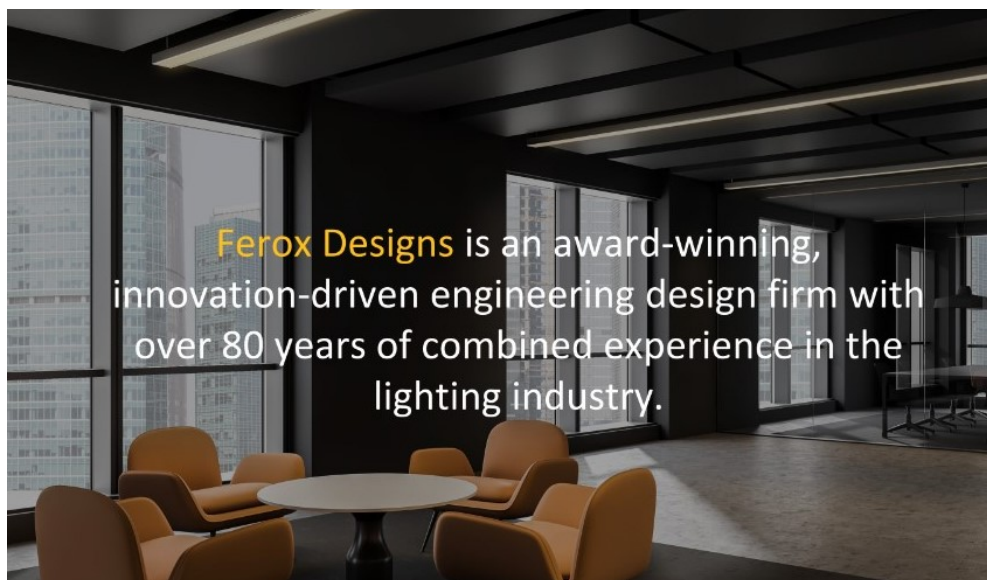 Ferox Designs is an award-winning,
innovation-driven engineering design firm with
over 80 years of combined experience in the
lighting industry.